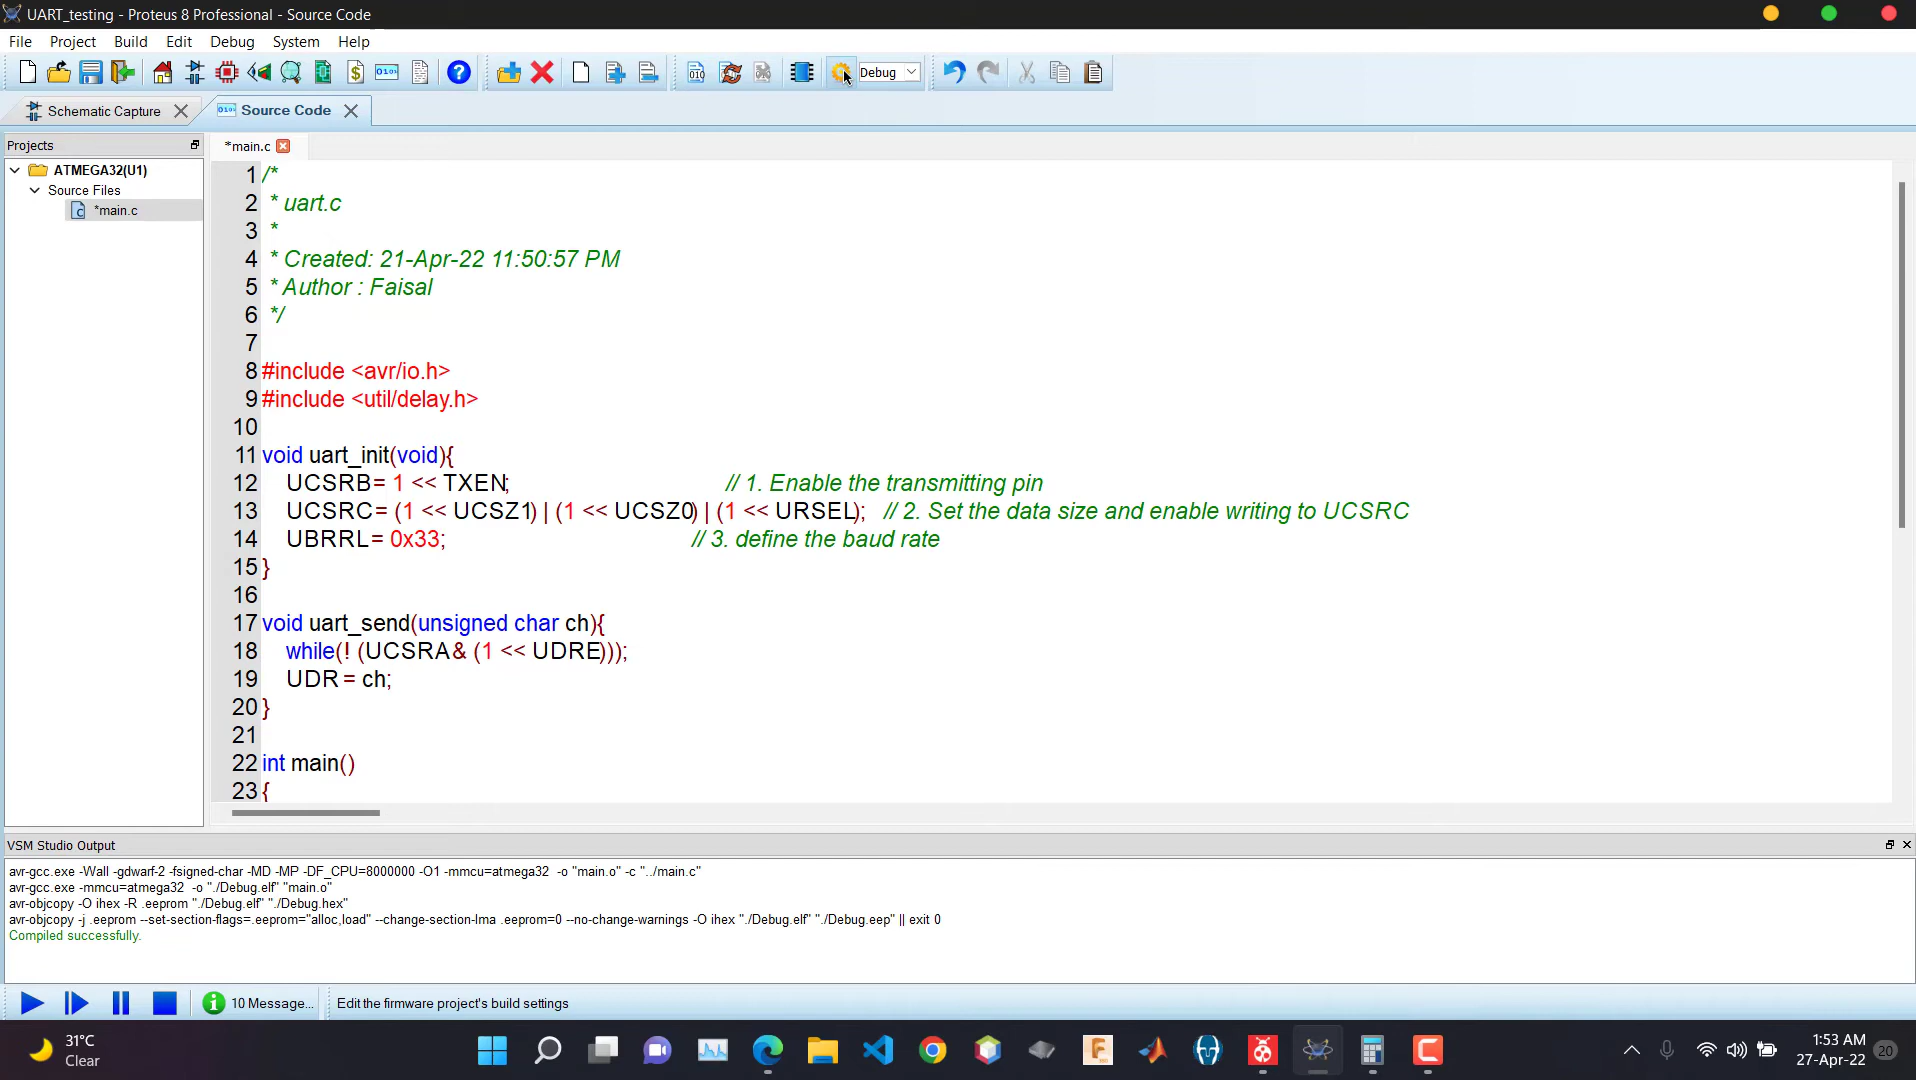 UART_testing - Proteus 8 Professional - Source Code
File Project Build Edit Debug System Help
Debug
Schematic Capture
Source Code
Projects
ATMEGA32(U1)
Source Files
*main.c
*main.c
1 /*
2 * uart.c
3 *
4 * Created: 21-Apr-22 11:50:57 PM
5 * Author : Faisal
6 */
7
8 #include <avr/io.h>
9 #include <util/delay.h>
10
11 void uart_init(void){
12 UCSRB= 1 << TXEN; // 1. Enable the transmitting pin
13 UCSRC= (1 << UCSZ1) | (1 << UCSZ0) | (1 << URSEL); // 2. Set the data size and enable writing to UCSRC
14 UBRRL= 0x33; // 3. define the baud rate
15 }
16
17 void uart_send(unsigned char ch){
18 while(! (UCSRA& (1 << UDRE)));
19 UDR = ch;
20 }
21
22 int main()
23 {
VSM Studio Output
avr-gcc.exe -Wall -gdwarf-2 -fsigned-char -MD -MP -DF_CPU=8000000 -O1 -mmcu=atmega32 -o "main.o" -c "../main.c"
avr-gcc.exe -mmcu=atmega32 -o "./Debug.elf" "main.o"
avr-objcopy -O ihex -R .eeprom "./Debug.elf" "./Debug.hex"
avr-objcopy -j .eeprom --set-section-flags=.eeprom="alloc,load" --change-section-lma .eeprom=0 --no-change-warnings -O ihex "./Debug.elf" "./Debug.eep" || exit 0
Compiled successfully.
10 Message...
Edit the firmware project's build settings
31°C
Clear
1:53 AM
27-Apr-22
20